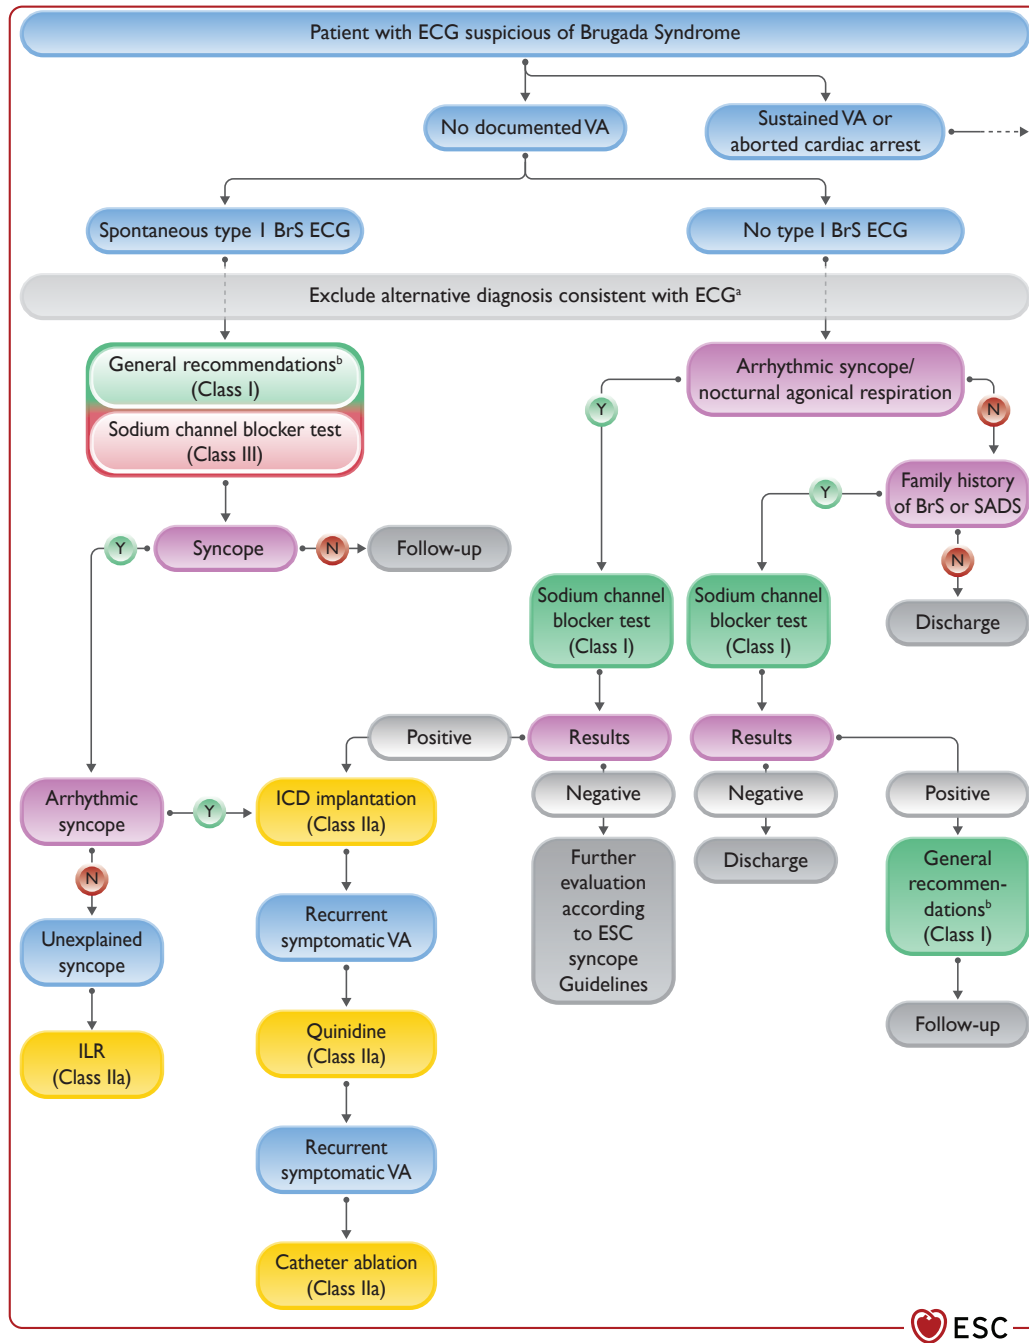 Patient with ECG suspicious of Brugada Syndrome
No documented VA
Sustained VA or
aborted cardiac arrest
Spontaneous type 1 BrS ECG
No type I BrS ECG
Exclude alternative diagnosis consistent with ECGᵃ
General recommendationsᵇ
(Class I)
Sodium channel blocker test
(Class III)
Arrhythmic syncope/
nocturnal agonical respiration
Y
N
Family history
of BrS or SADS
Y
N
Discharge
Y
Syncope
N
Follow-up
Sodium channel
blocker test
(Class I)
Sodium channel
blocker test
(Class I)
Positive
Results
Results
Negative
Negative
Positive
Arrhythmic
syncope
Y
ICD implantation
(Class IIa)
Further
evaluation
according
to ESC
syncope
Guidelines
Discharge
General
recommen-
dationsᵇ
(Class I)
Follow-up
N
Unexplained
syncope
ILR
(Class IIa)
Recurrent
symptomatic VA
Quinidine
(Class IIa)
Recurrent
symptomatic VA
Catheter ablation
(Class IIa)
ESC